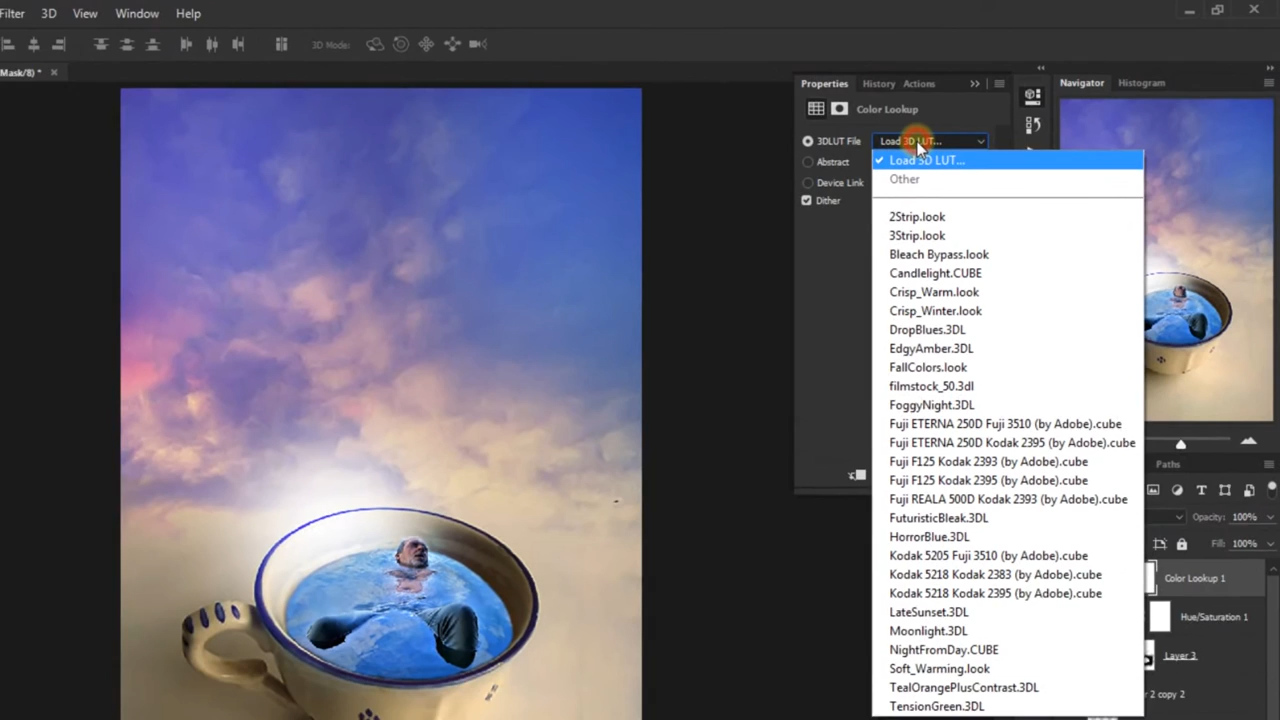 Filter 3D View Window Help
3D Mode:
Mask/8) *
Properties History Actions
Navigator Histogram
Color Lookup
3DLUT File Load 3D LUT...
Abstract
Device Link
Dither
Load 3D LUT...
Other
2Strip.look
3Strip.look
Bleach Bypass.look
Candlelight.CUBE
Crisp_Warm.look
Crisp_Winter.look
DropBlues.3DL
EdgyAmber.3DL
FallColors.look
filmstock_50.3dl
FoggyNight.3DL
Fuji ETERNA 250D Fuji 3510 (by Adobe).cube
Fuji ETERNA 250D Kodak 2395 (by Adobe).cube
Fuji F125 Kodak 2393 (by Adobe).cube
Fuji F125 Kodak 2395 (by Adobe).cube
Fuji REALA 500D Kodak 2393 (by Adobe).cube
FuturisticBleak.3DL
HorrorBlue.3DL
Kodak 5205 Fuji 3510 (by Adobe).cube
Kodak 5218 Kodak 2383 (by Adobe).cube
Kodak 5218 Kodak 2395 (by Adobe).cube
LateSunset.3DL
Moonlight.3DL
NightFromDay.CUBE
Soft_Warming.look
TealOrangePlusContrast.3DL
TensionGreen.3DL
Paths
Opacity: 100%
Fill: 100%
Color Lookup 1
Hue/Saturation 1
Layer 3
2 copy 2